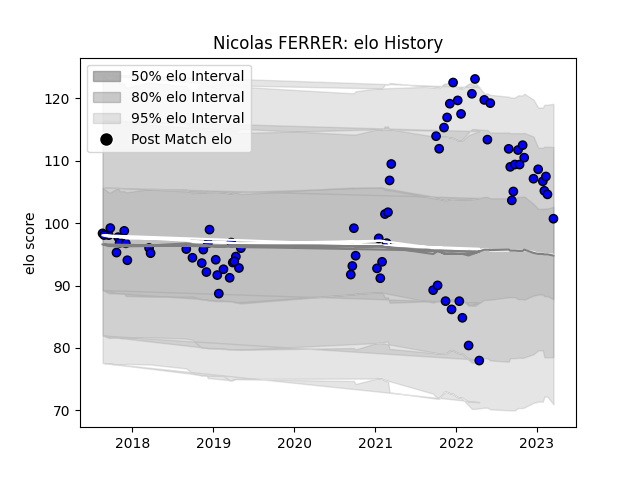 Nicolas FERRER: elo History
50% elo Interval
80% elo Interval
95% elo Interval
Post Match elo
elo score
120
110
100
90
80
70
2018 2019 2020 2021 2022 2023